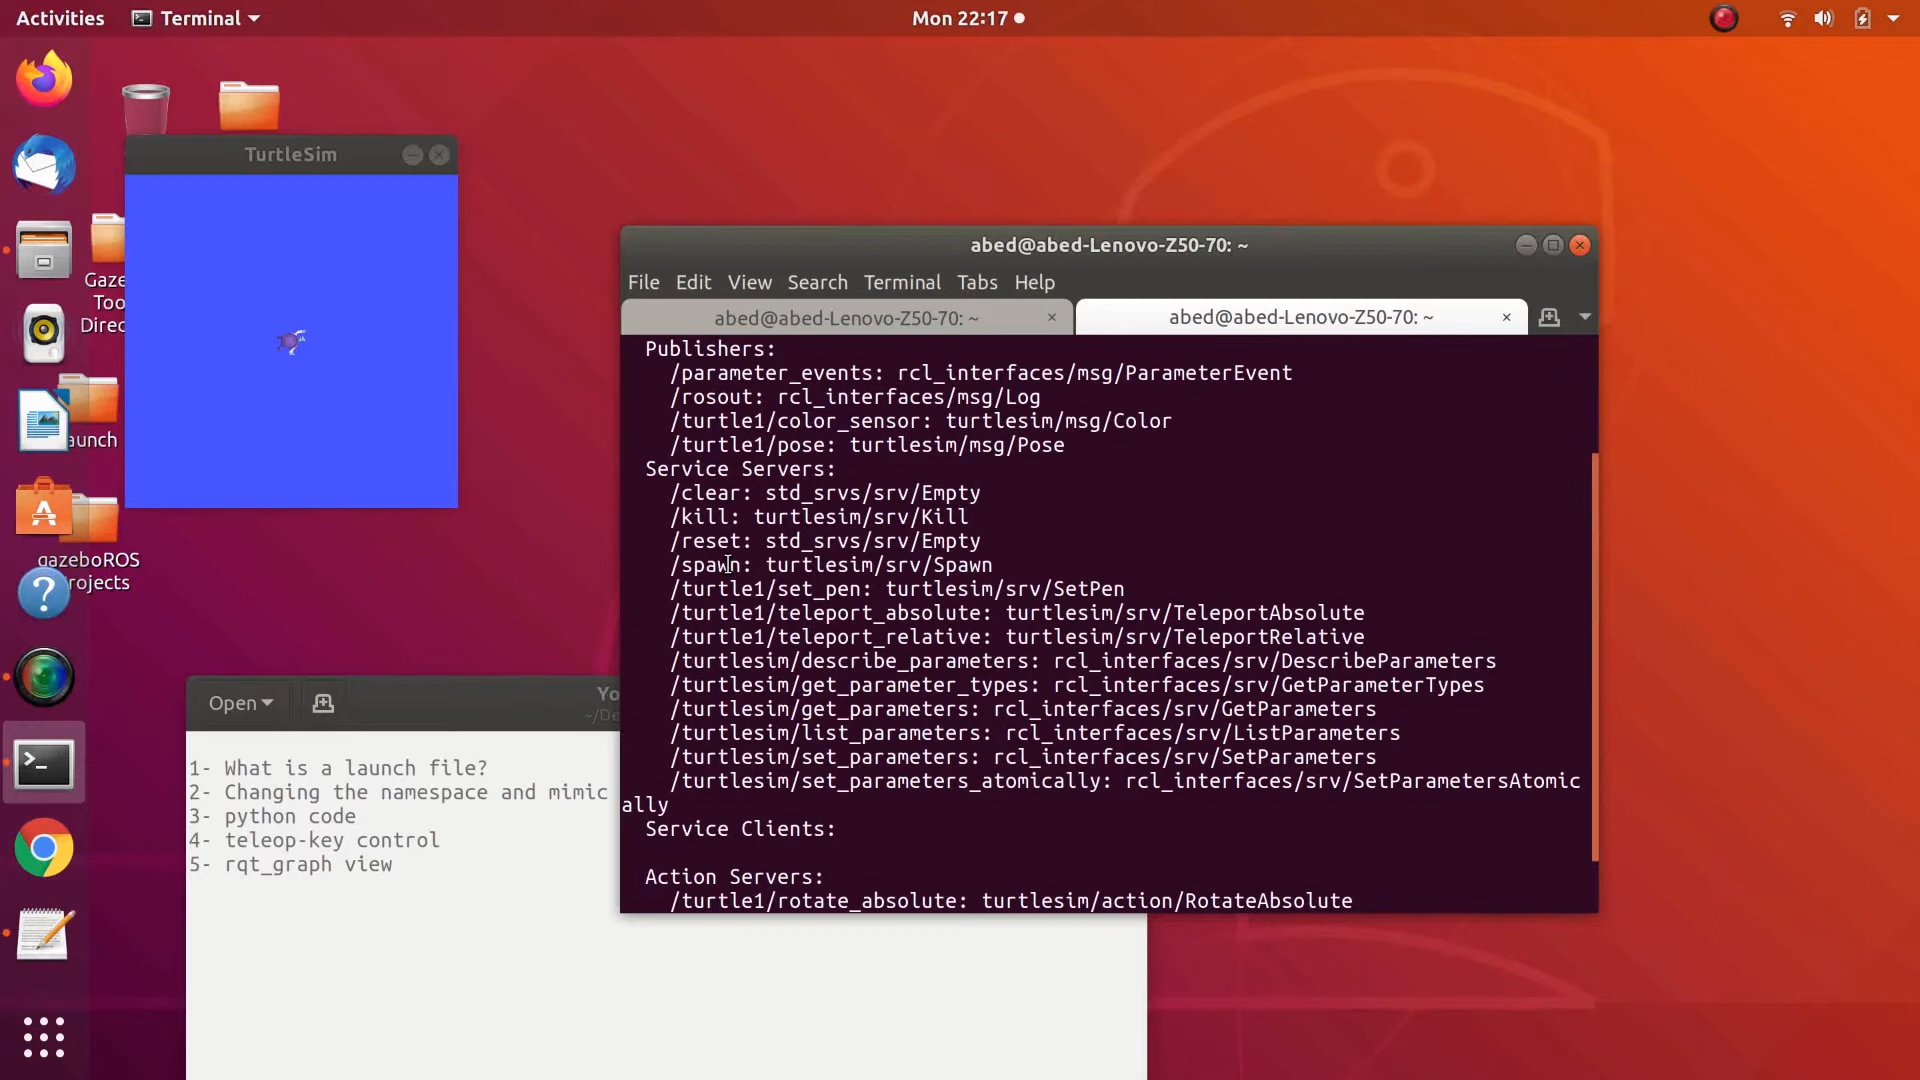 Activities
Terminal
Mon 22:17
TurtleSim
Gaze
Too
Direc
aunch
gazeboROS
rojects
abed@abed-Lenovo-Z50-70: ~
File Edit View Search Terminal Tabs Help
abed@abed-Lenovo-Z50-70: ~ × abed@abed-Lenovo-Z50-70: ~ ×
Publishers:
/parameter_events: rcl_interfaces/msg/ParameterEvent
/rosout: rcl_interfaces/msg/Log
/turtle1/color_sensor: turtlesim/msg/Color
/turtle1/pose: turtlesim/msg/Pose
Service Servers:
/clear: std_srvs/srv/Empty
/kill: turtlesim/srv/Kill
/reset: std_srvs/srv/Empty
/spawn: turtlesim/srv/Spawn
/turtle1/set_pen: turtlesim/srv/SetPen
/turtle1/teleport_absolute: turtlesim/srv/TeleportAbsolute
/turtle1/teleport_relative: turtlesim/srv/TeleportRelative
/turtlesim/describe_parameters: rcl_interfaces/srv/DescribeParameters
/turtlesim/get_parameter_types: rcl_interfaces/srv/GetParameterTypes
/turtlesim/get_parameters: rcl_interfaces/srv/GetParameters
/turtlesim/list_parameters: rcl_interfaces/srv/ListParameters
/turtlesim/set_parameters: rcl_interfaces/srv/SetParameters
/turtlesim/set_parameters_atomically: rcl_interfaces/srv/SetParametersAtomic
ally
Service Clients:
Action Servers:
/turtle1/rotate_absolute: turtlesim/action/RotateAbsolute
Open
Yo
~/De
1- What is a launch file?
2- Changing the namespace and mimic
3- python code
4- teleop-key control
5- rqt_graph view